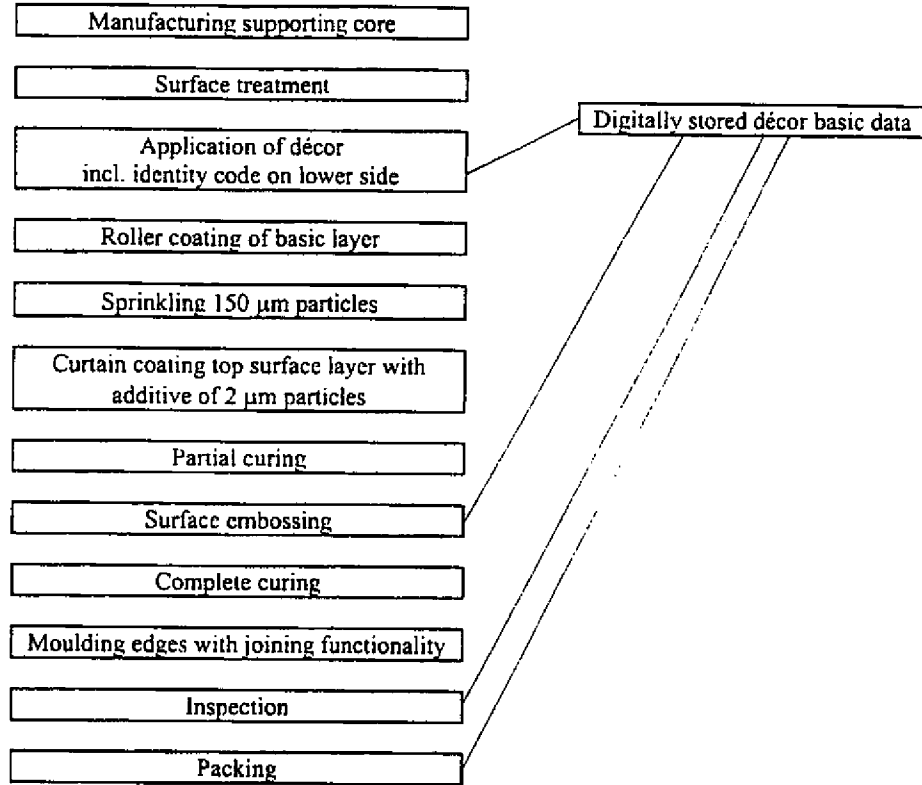 Manufacturing supporting core
Surface treatment
Digitally stored décor basic data
Application of décor
incl. identity code on lower side
Roller coating of basic layer
Sprinkling 150 µm particles
Curtain coating top surface layer with
additive of 2 µm particles
Partial curing
Surface embossing
Complete curing
Moulding edges with joining functionality
Inspection
Packing